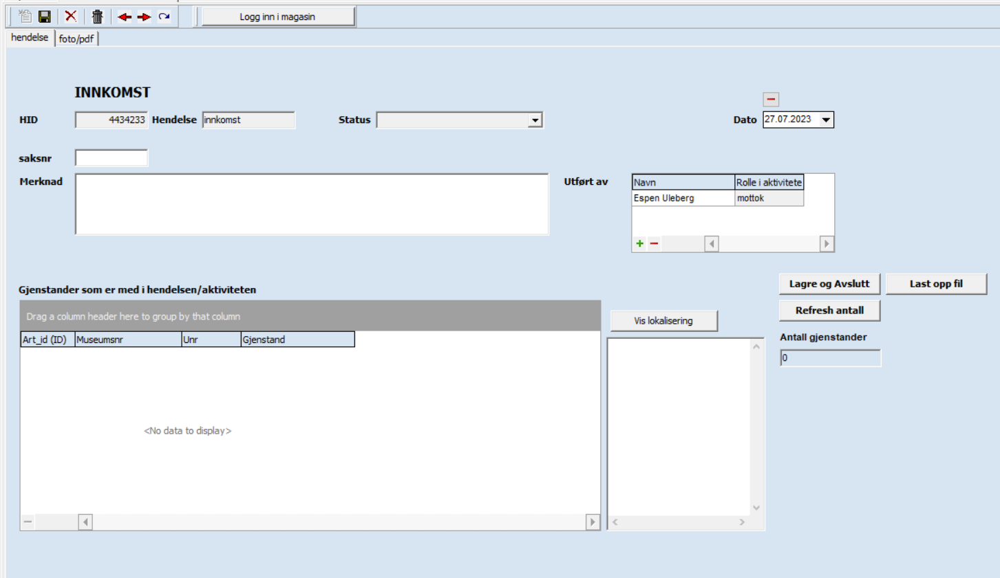 Logg inn i magasin
hendelse foto/pdf
INNKOMST
HID 4434233 Hendelse innkomst Status Dato 27.07.2023
saksnr
Merknad Utført av Navn Rolle i aktivitete
Espen Uleberg mottok
Lagre og Avslutt Last opp fil
Gjenstander som er med i hendelsen/aktiviteten
Refresh antall
Drag a column header here to group by that column
Vis lokalisering
Art_id (ID) Museumsnr Unr Gjenstand
Antall gjenstander
0
<No data to display>